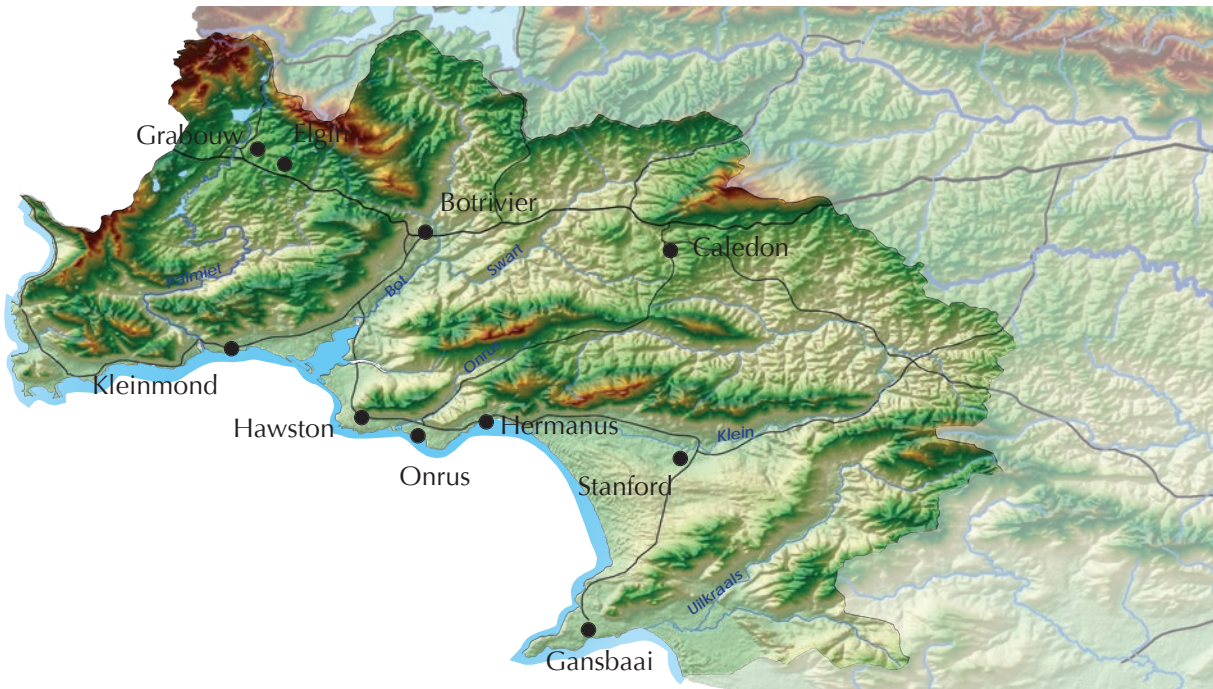 Grabouw
Elgin
Botrivier
Caledon
Swart
Palmiet
Bot
Onrus
Kleinmond
Hawston
Hermanus
Klein
Onrus
Stanford
Uilkraals
Gansbaai